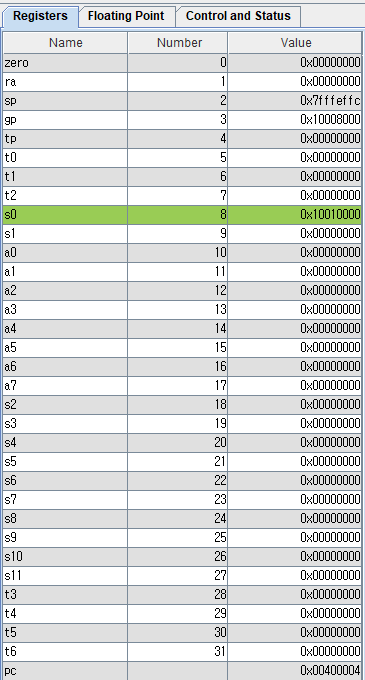 Registers Floating Point Control and Status
Name Number Value
zero 0 0x00000000
ra 1 0x00000000
sp 2 0x7fffeffc
gp 3 0x10008000
tp 4 0x00000000
t0 5 0x00000000
t1 6 0x00000000
t2 7 0x00000000
s0 8 0x10010000
s1 9 0x00000000
a0 10 0x00000000
a1 11 0x00000000
a2 12 0x00000000
a3 13 0x00000000
a4 14 0x00000000
a5 15 0x00000000
a6 16 0x00000000
a7 17 0x00000000
s2 18 0x00000000
s3 19 0x00000000
s4 20 0x00000000
s5 21 0x00000000
s6 22 0x00000000
s7 23 0x00000000
s8 24 0x00000000
s9 25 0x00000000
s10 26 0x00000000
s11 27 0x00000000
t3 28 0x00000000
t4 29 0x00000000
t5 30 0x00000000
t6 31 0x00000000
pc 0x00400004